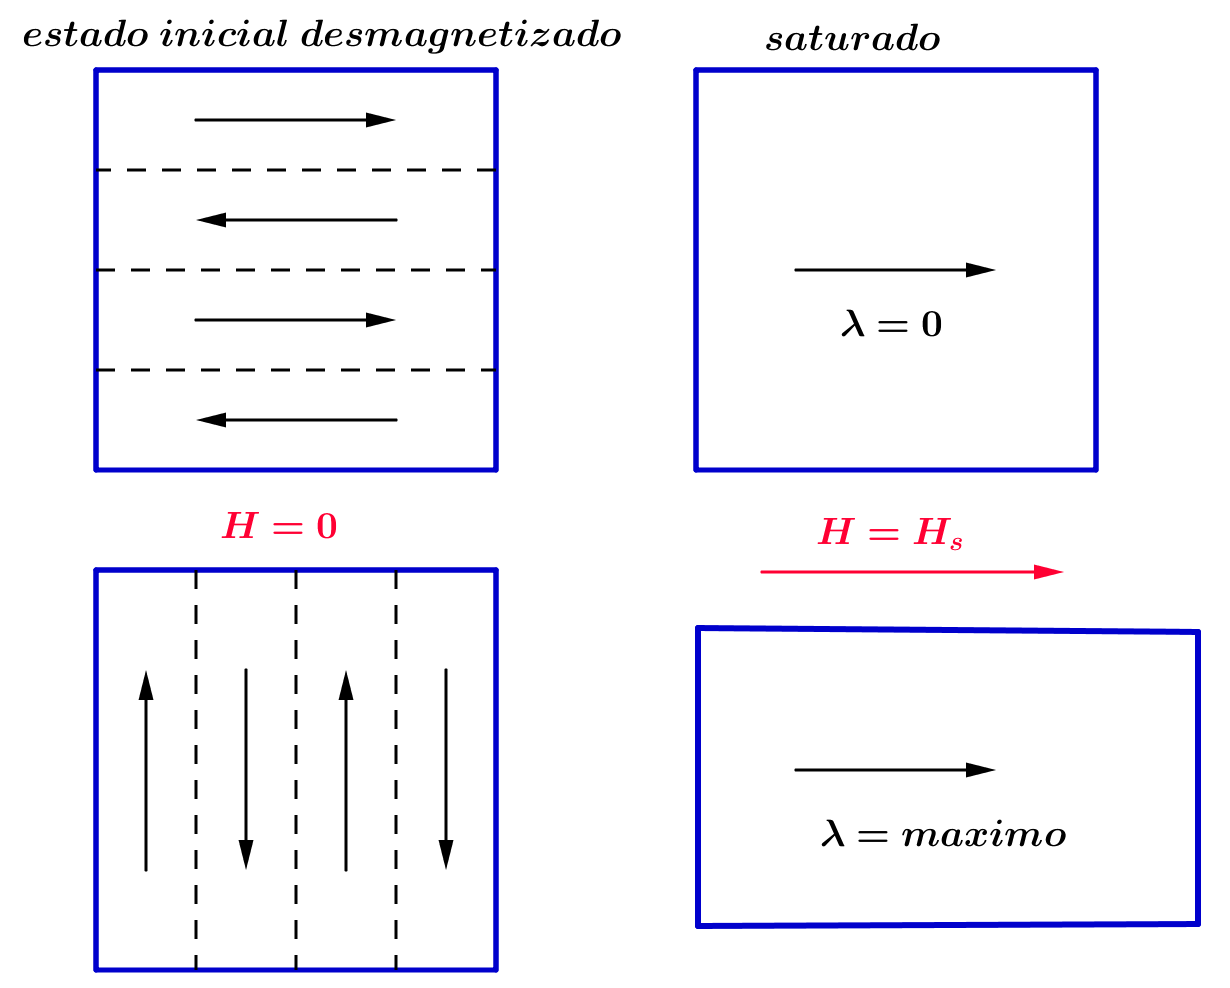 estado inicial desmagnetizado
saturado
λ = 0
H = 0
H = Hₛ
λ = maximo